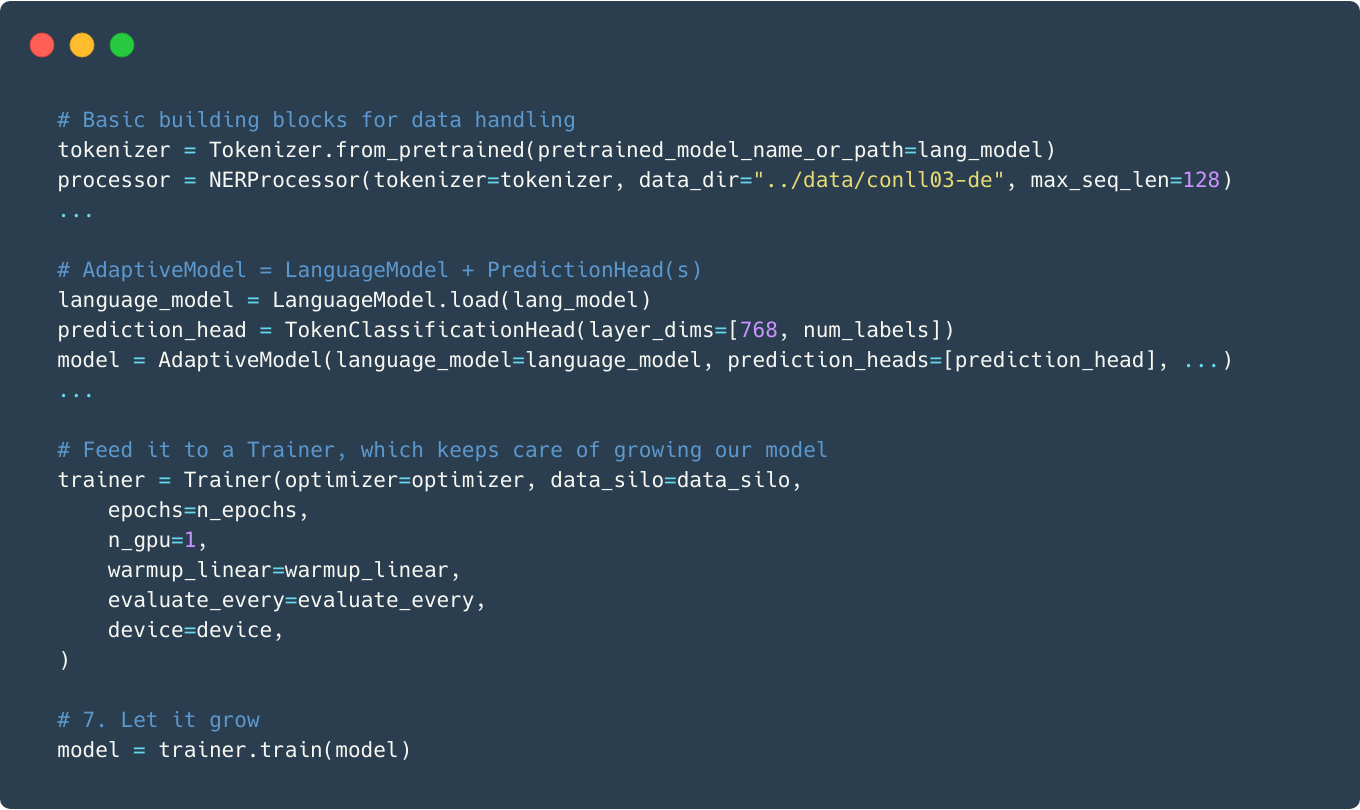 # Basic building blocks for data handling
tokenizer = Tokenizer.from_pretrained(pretrained_model_name_or_path=lang_model)
processor = NERProcessor(tokenizer=tokenizer, data_dir="../data/conll03-de", max_seq_len=128)
...
# AdaptiveModel = LanguageModel + PredictionHead(s)
language_model = LanguageModel.load(lang_model)
prediction_head = TokenClassificationHead(layer_dims=[768, num_labels])
model = AdaptiveModel(language_model=language_model, prediction_heads=[prediction_head], ...)
...
# Feed it to a Trainer, which keeps care of growing our model
trainer = Trainer(optimizer=optimizer, data_silo=data_silo,
    epochs=n_epochs,
    n_gpu=1,
    warmup_linear=warmup_linear,
    evaluate_every=evaluate_every,
    device=device,
)
# 7. Let it grow
model = trainer.train(model)